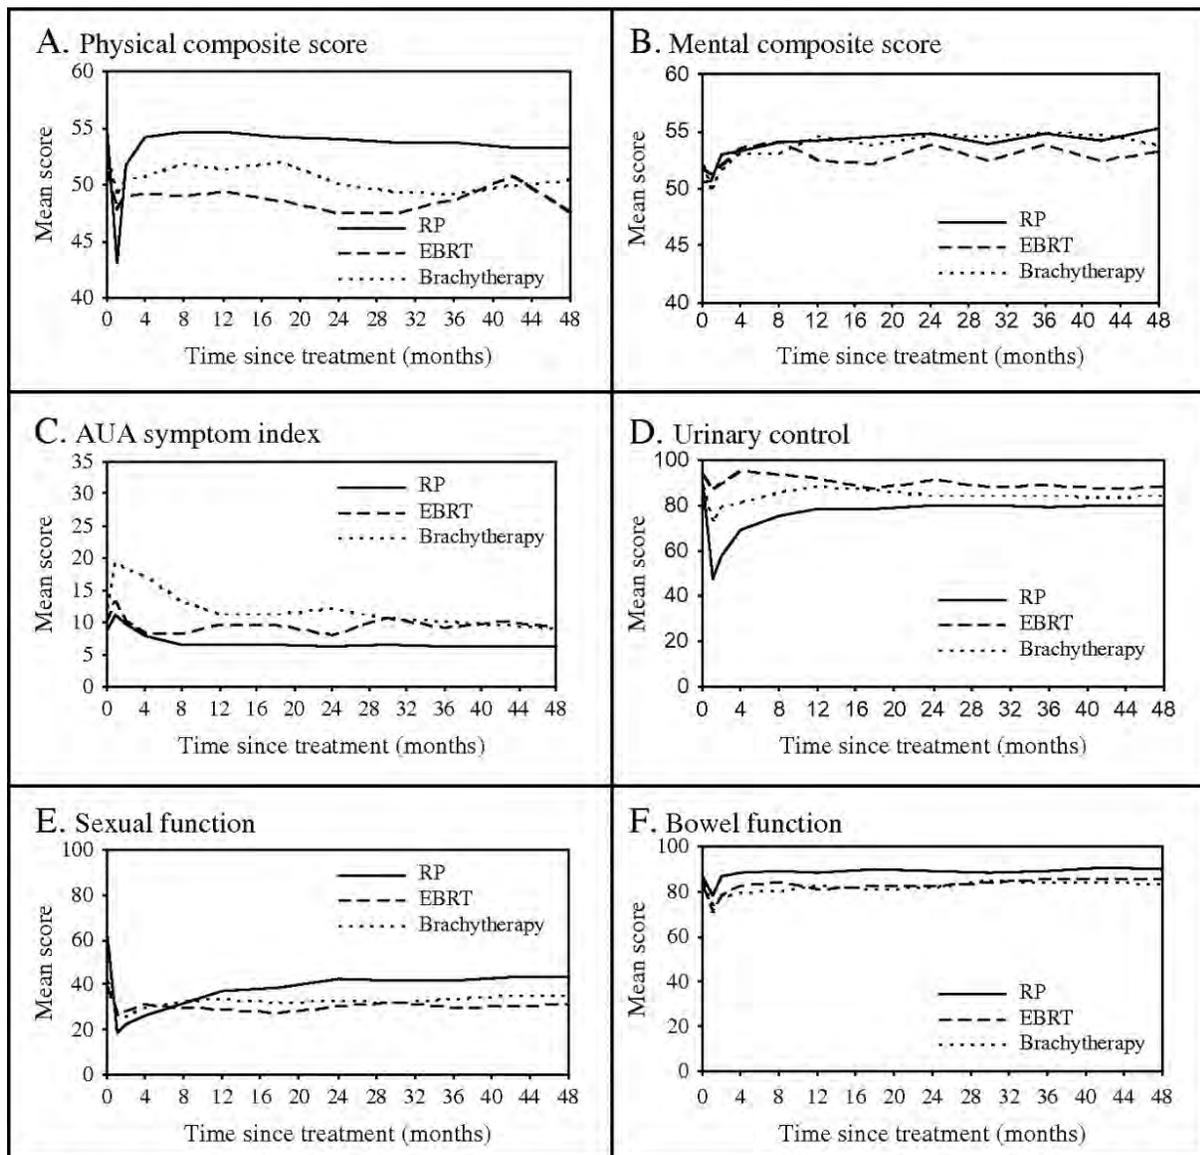 A. Physical composite score
60
55
50
45
40
Mean score
RP
EBRT
Brachytherapy
0 4 8 12 16 20 24 28 32 36 40 44 48
Time since treatment (months)
B. Mental composite score
60
55
50
45
40
Mean score
RP
EBRT
Brachytherapy
0 4 8 12 16 20 24 28 32 36 40 44 48
Time since treatment (months)
C. AUA symptom index
35
30
25
20
15
10
5
0
Mean score
RP
EBRT
Brachytherapy
0 4 8 12 16 20 24 28 32 36 40 44 48
Time since treatment (months)
D. Urinary control
100
80
60
40
20
0
Mean score
RP
EBRT
Brachytherapy
0 4 8 12 16 20 24 28 32 36 40 44 48
Time since treatment (months)
E. Sexual function
100
80
60
40
20
0
Mean score
RP
EBRT
Brachytherapy
0 4 8 12 16 20 24 28 32 36 40 44 48
Time since treatment (months)
F. Bowel function
100
80
60
40
20
0
Mean score
RP
EBRT
Brachytherapy
0 4 8 12 16 20 24 28 32 36 40 44 48
Time since treatment (months)